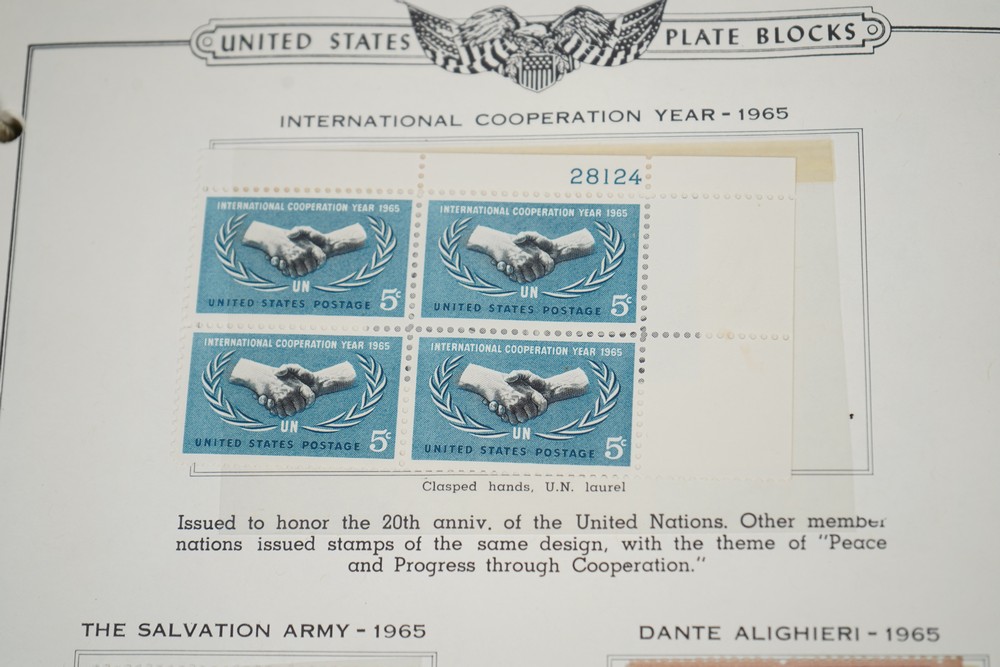 UNITED STATES PLATE BLOCKS
INTERNATIONAL COOPERATION YEAR - 1965
28124
INTERNATIONAL COOPERATION YEAR 1965
UN
UNITED STATES POSTAGE 5c
INTERNATIONAL COOPERATION YEAR 1965
UN
UNITED STATES POSTAGE 5c
INTERNATIONAL COOPERATION YEAR 1965
UN
UNITED STATES POSTAGE 5c
INTERNATIONAL COOPERATION YEAR 1965
UN
UNITED STATES POSTAGE 5c
Clasped hands, U.N. laurel
Issued to honor the 20th anniv. of the United Nations. Other member
nations issued stamps of the same design, with the theme of "Peace
and Progress through Cooperation."
THE SALVATION ARMY - 1965
DANTE ALIGHIERI - 1965